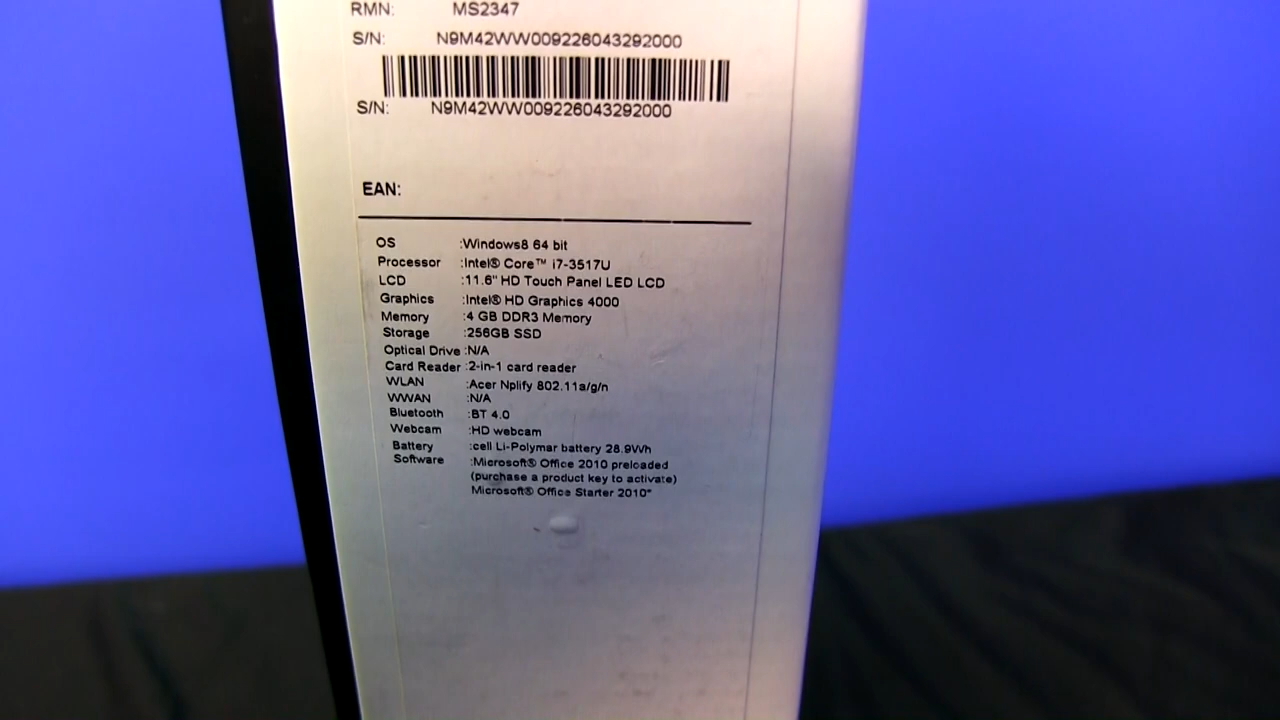 RMN: MS2347
S/N: N9M42WW009226043292000
S/N: N9M42WW009226043292000
EAN:
OS :Windows8 64 bit
Processor :Intel® Core™ i7-3517U
LCD :11.6" HD Touch Panel LED LCD
Graphics :Intel® HD Graphics 4000
Memory :4 GB DDR3 Memory
Storage :256GB SSD
Optical Drive :N/A
Card Reader :2-in-1 card reader
WLAN :Acer Nplify 802.11a/g/n
WWAN :N/A
Bluetooth :BT 4.0
Webcam :HD webcam
Battery :cell Li-Polymar battery 28.9Wh
Software :Microsoft® Office 2010 preloaded
(purchase a product key to activate)
Microsoft® Office Starter 2010"